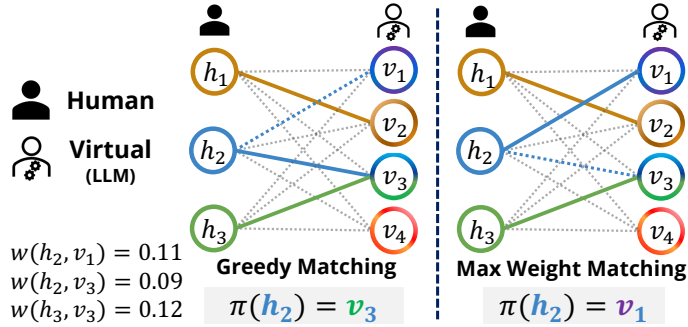 Human
Virtual
(LLM)
w(h₂, v₁) = 0.11
w(h₂, v₃) = 0.09
w(h₃, v₃) = 0.12
h₁
h₂
h₃
v₁
v₂
v₃
v₄
Greedy Matching
π(h₂) = v₃
h₁
h₂
h₃
v₁
v₂
v₃
v₄
Max Weight Matching
π(h₂) = v₁